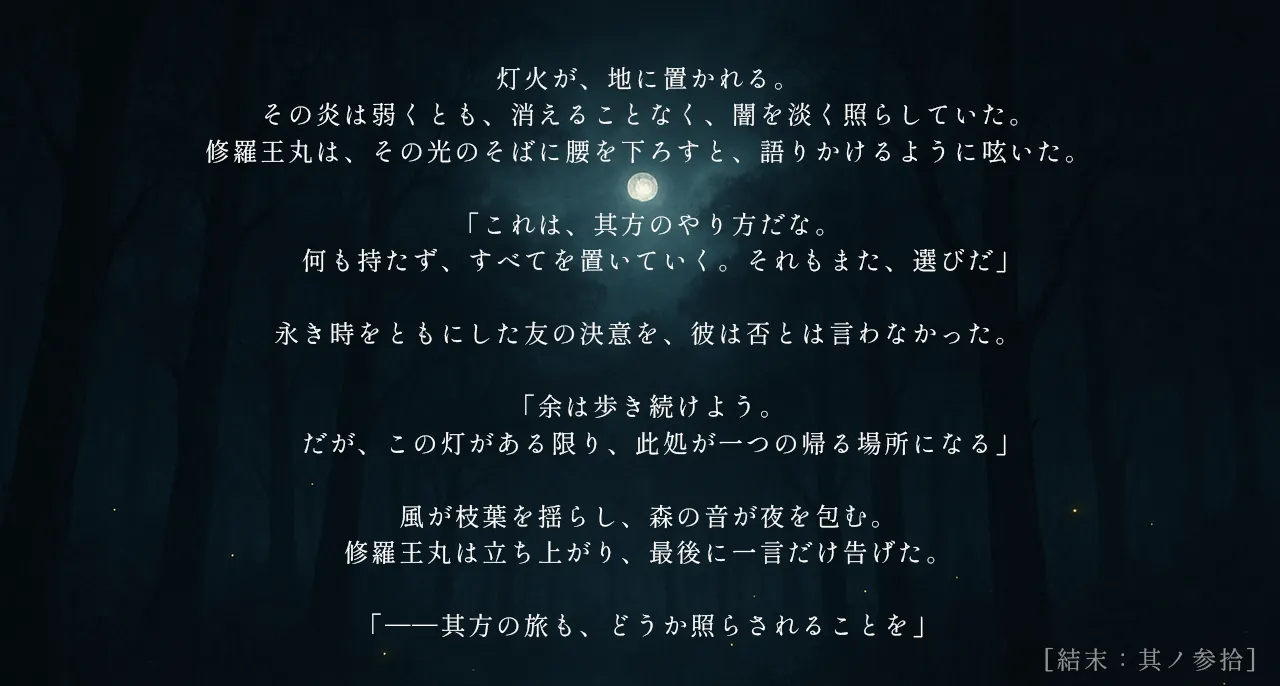 灯火が、地に置かれる。
その炎は弱くとも、消えることなく、闇を淡く照らしていた。
修羅王丸は、その光のそばに腰を下ろすと、語りかけるように呟いた。
「これは、其方のやり方だな。
何も持たず、すべてを置いていく。それもまた、選びだ」
永き時をともにした友の決意を、彼は否とは言わなかった。
「余は歩き続けよう。
だが、この灯がある限り、此処が一つの帰る場所になる」
風が枝葉を揺らし、森の音が夜を包む。
修羅王丸は立ち上がり、最後に一言だけ告げた。
「――其方の旅も、どうか照らされることを」
[結末：其ノ参拾]